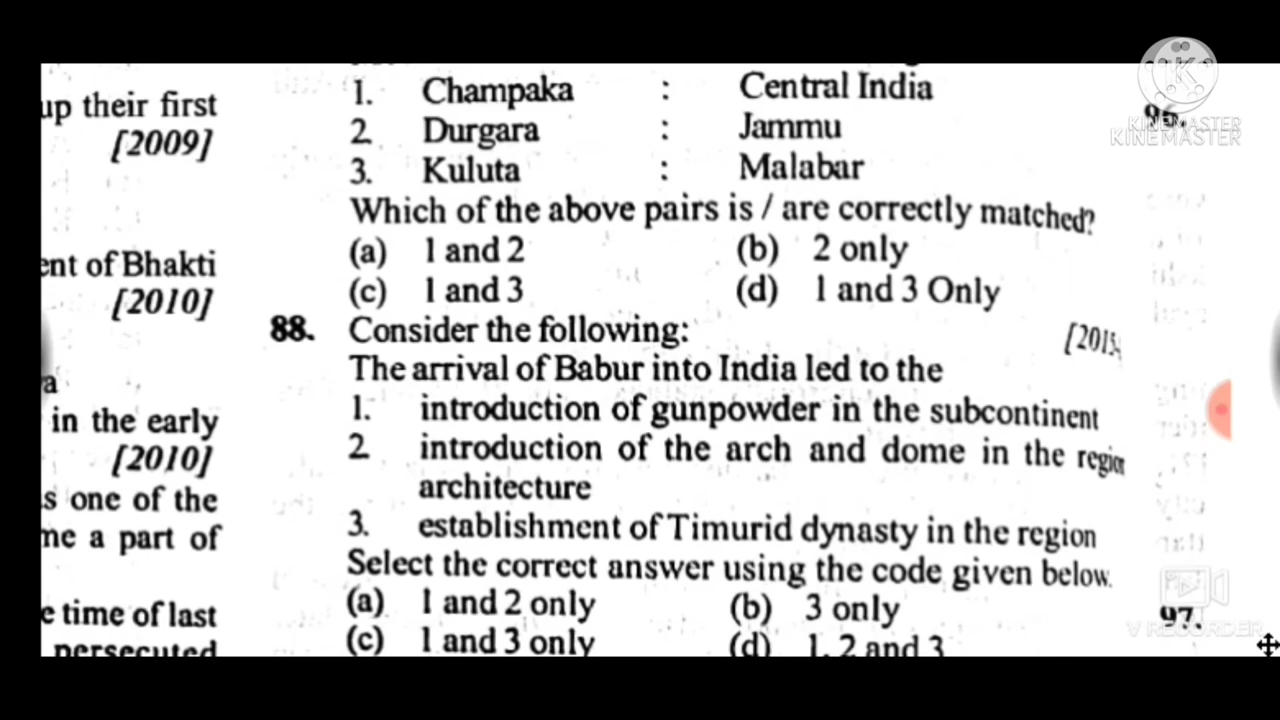 up their first
[2009]
ent of Bhakti
[2010]
a
in the early
[2010]
s one of the
me a part of
e time of last
persecuted
1. Champaka : Central India
2 Durgara : Jammu
3. Kuluta : Malabar
Which of the above pairs is / are correctly matched?
(a) 1 and 2 (b) 2 only
(c) 1 and 3 (d) 1 and 3 Only
88. Consider the following:
The arrival of Babur into India led to the
1. introduction of gunpowder in the subcontinent
2 introduction of the arch and dome in the region
architecture
3. establishment of Timurid dynasty in the region
Select the correct answer using the code given below.
(a) 1 and 2 only (b) 3 only
(c) 1 and 3 only (d) 1, 2 and 3
96.
97.
KINEMASTER
KINEMASTER
V RECORDER